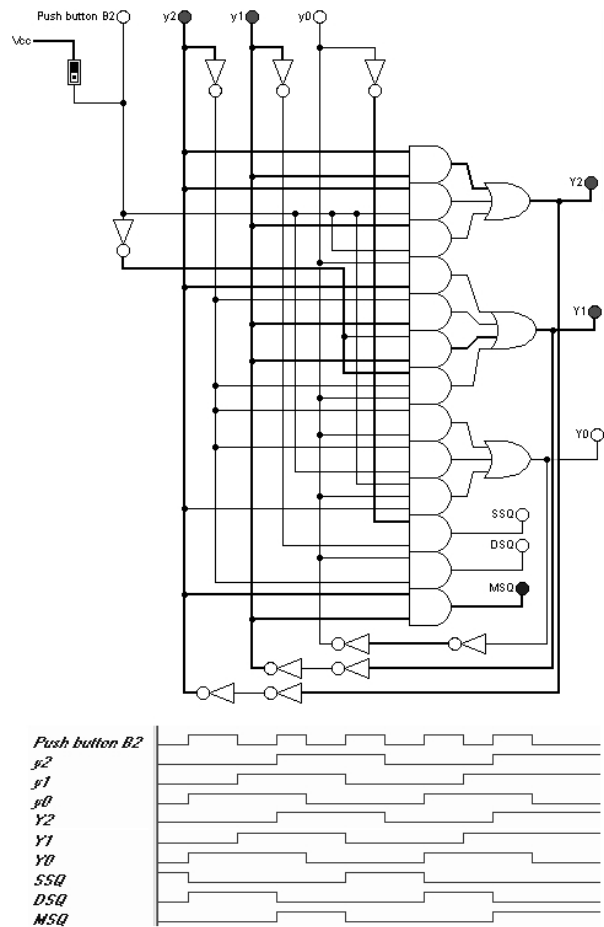 Push button B2 y2 y1 y0
Vcc
Y2
Y1
Y0
SSQ
DSQ
MSQ
Push button B2
y2
y1
y0
Y2
Y1
Y0
SSQ
DSQ
MSQ